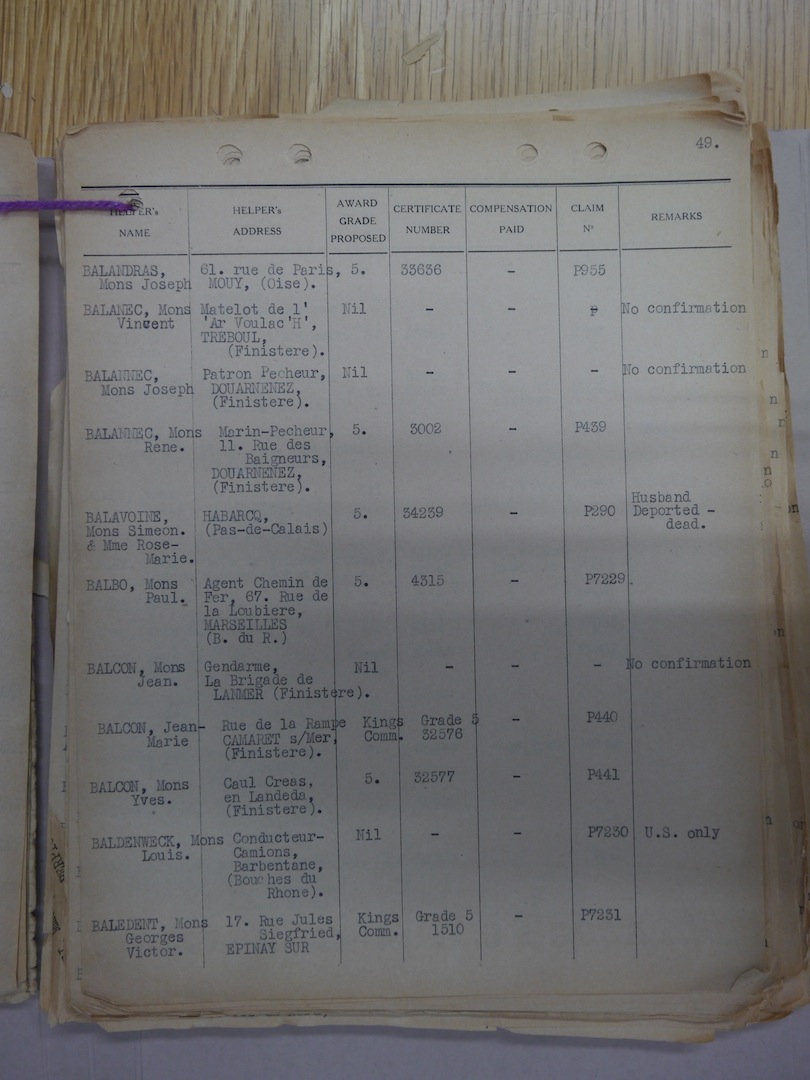 49.
HELPER's NAME | HELPER's ADDRESS | AWARD GRADE PROPOSED | CERTIFICATE NUMBER | COMPENSATION PAID | CLAIM Nº | REMARKS
BALANDRAS, 61. rue de Paris, 5. 33636 - P955
Mons Joseph MOUY, (Oise).
BALANEC, Mons Matelot de l' Nil - - P No confirmation
Vincent 'Ar Voulac'H',
TREBOUL,
(Finistere).
BALANNEC, Patron Pecheur, Nil - - - No confirmation
Mons Joseph DOUARNENEZ,
(Finistere).
BALANNEC, Mons Marin-Pecheur, 5. 3002 - P439
Rene. 11. Rue des
Baigneurs,
DOUARNENEZ,
(Finistere).
Husband
BALAVOINE, HABARCQ, 5. 34239 - P290 Deported -
Mons Simeon. (Pas-de-Calais) dead.
& Mme Rose-
Marie.
BALBO, Mons Agent Chemin de 5. 4315 - P7229.
Paul. Fer, 67. Rue de
la Loubiere,
MARSEILLES
(B. du R.)
BALCON, Mons Gendarme, Nil - - - No confirmation
Jean. La Brigade de
LANMER (Finistere).
BALCON, Jean- Rue de la Rampe Kings Grade 5 - P440
Marie CAMARET s/Mer, Comm. 32576
(Finistere).
BALCON, Mons Caul Creas, 5. 32577 - P441
Yves. en Landeda,
(Finistere).
BALDENWECK, Mons Conducteur- Nil - - P7230 U.S. only
Louis. Camions,
Barbentane,
(Bouches du
Rhone).
BALEDENT, Mons 17. Rue Jules Kings Grade 5 - P7231
Georges Siegfried, Comm. 1510
Victor. EPINAY SUR